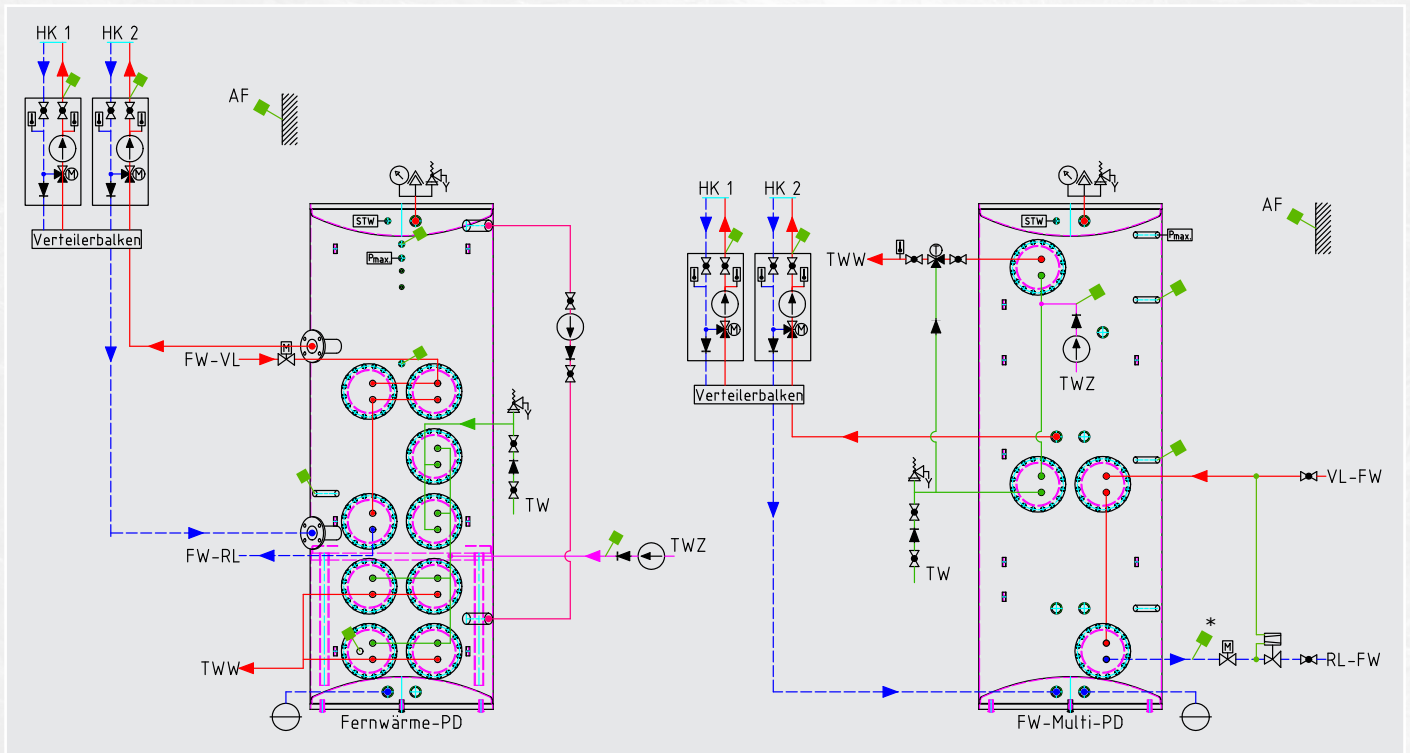 HK 1 HK 2
AF
M M
Verteilerbalken
STW
Pmax.
FW-VL
M
TW
FW-RL
TWZ
TWW
Fernwärme-PD
HK 1 HK 2
AF
STW
Pmax.
TWW
M M
TWZ
Verteilerbalken
VL-FW
TW
*
M
RL-FW
FW-Multi-PD